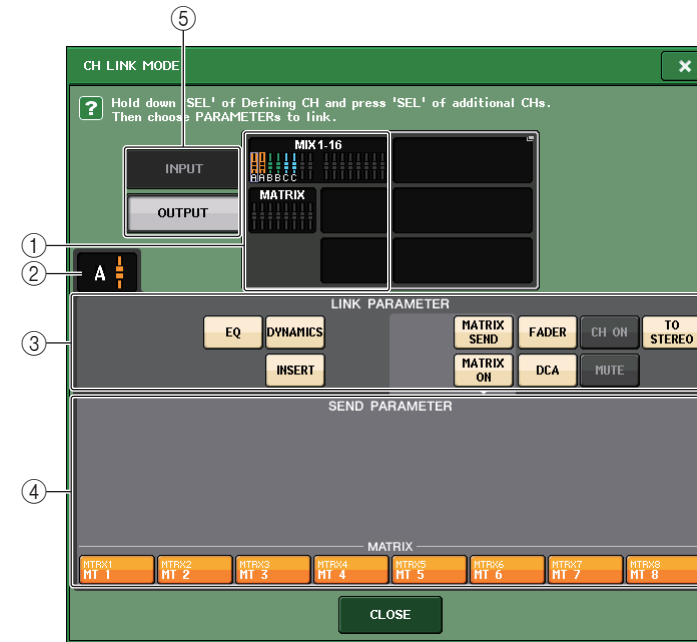 ⑤
CH LINK MODE
×
? Hold down 'SEL' of Defining CH and press 'SEL' of additional CHs.
Then choose PARAMETERs to link.
INPUT
OUTPUT
MIX1-16
AABBCC
MATRIX
①
②
A
③
LINK PARAMETER
EQ
DYNAMICS
INSERT
MATRIX SEND
FADER
CH ON
TO STEREO
MATRIX ON
DCA
MUTE
④
SEND PARAMETER
MATRIX
MTRX1
MT 1
MTRX2
MT 2
MTRX3
MT 3
MTRX4
MT 4
MTRX5
MT 5
MTRX6
MT 6
MTRX7
MT 7
MTRX8
MT 8
CLOSE